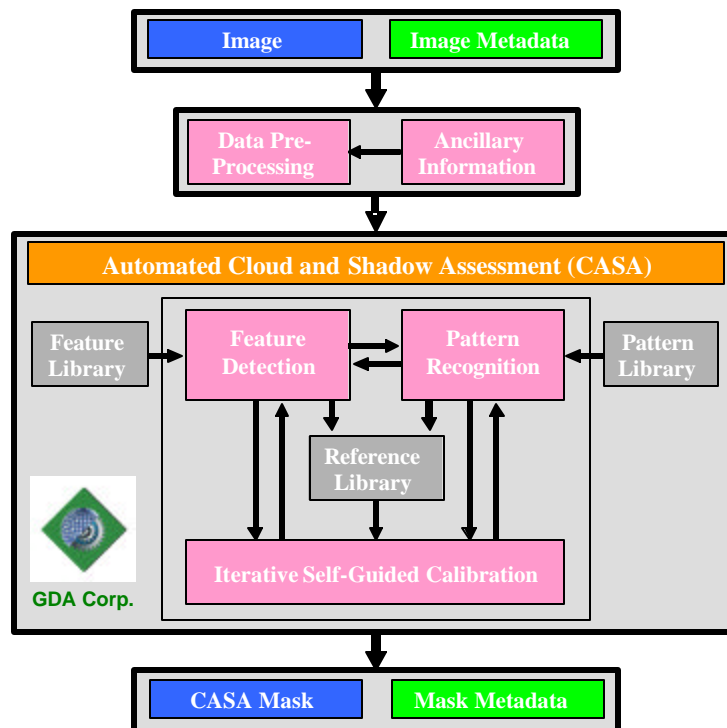 Image
Image Metadata
Data Pre-
Processing
Ancillary
Information
Automated Cloud and Shadow Assessment (CASA)
Feature
Library
Feature
Detection
Pattern
Recognition
Pattern
Library
Reference
Library
Iterative Self-Guided Calibration
GDA Corp.
CASA Mask
Mask Metadata